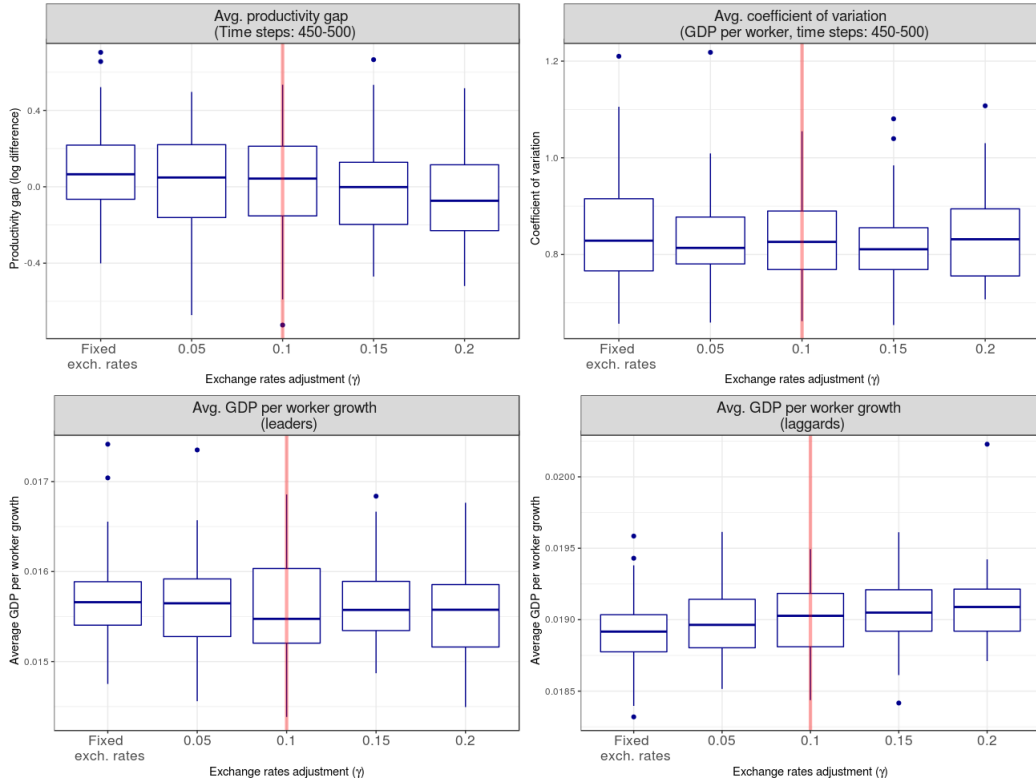 Avg. productivity gap
(Time steps: 450-500)
Productivity gap (log difference)
0.4
0.0
-0.4
Fixed
exch. rates
0.05
0.1
0.15
0.2
Exchange rates adjustment (γ)
Avg. coefficient of variation
(GDP per worker, time steps: 450-500)
Coefficient of variation
1.2
1.0
0.8
Fixed
exch. rates
0.05
0.1
0.15
0.2
Exchange rates adjustment (γ)
Avg. GDP per worker growth
(leaders)
Average GDP per worker growth
0.017
0.016
0.015
Fixed
exch. rates
0.05
0.1
0.15
0.2
Exchange rates adjustment (γ)
Avg. GDP per worker growth
(laggards)
Average GDP per worker growth
0.0200
0.0195
0.0190
0.0185
Fixed
exch. rates
0.05
0.1
0.15
0.2
Exchange rates adjustment (γ)